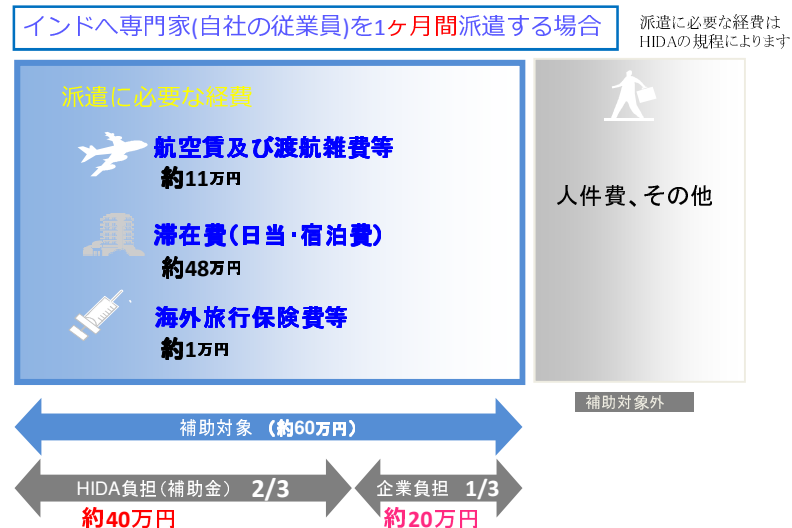 インドへ専門家(自社の従業員)を1ヶ月間派遣する場合
派遣に必要な経費は
HIDAの規程によります
派遣に必要な経費
航空賃及び渡航雑費等
約11万円
滞在費（日当・宿泊費）
約48万円
海外旅行保険費等
約1万円
人件費、その他
補助対象外
補助対象 （約60万円）
HIDA負担（補助金） 2/3
企業負担 1/3
約40万円
約20万円